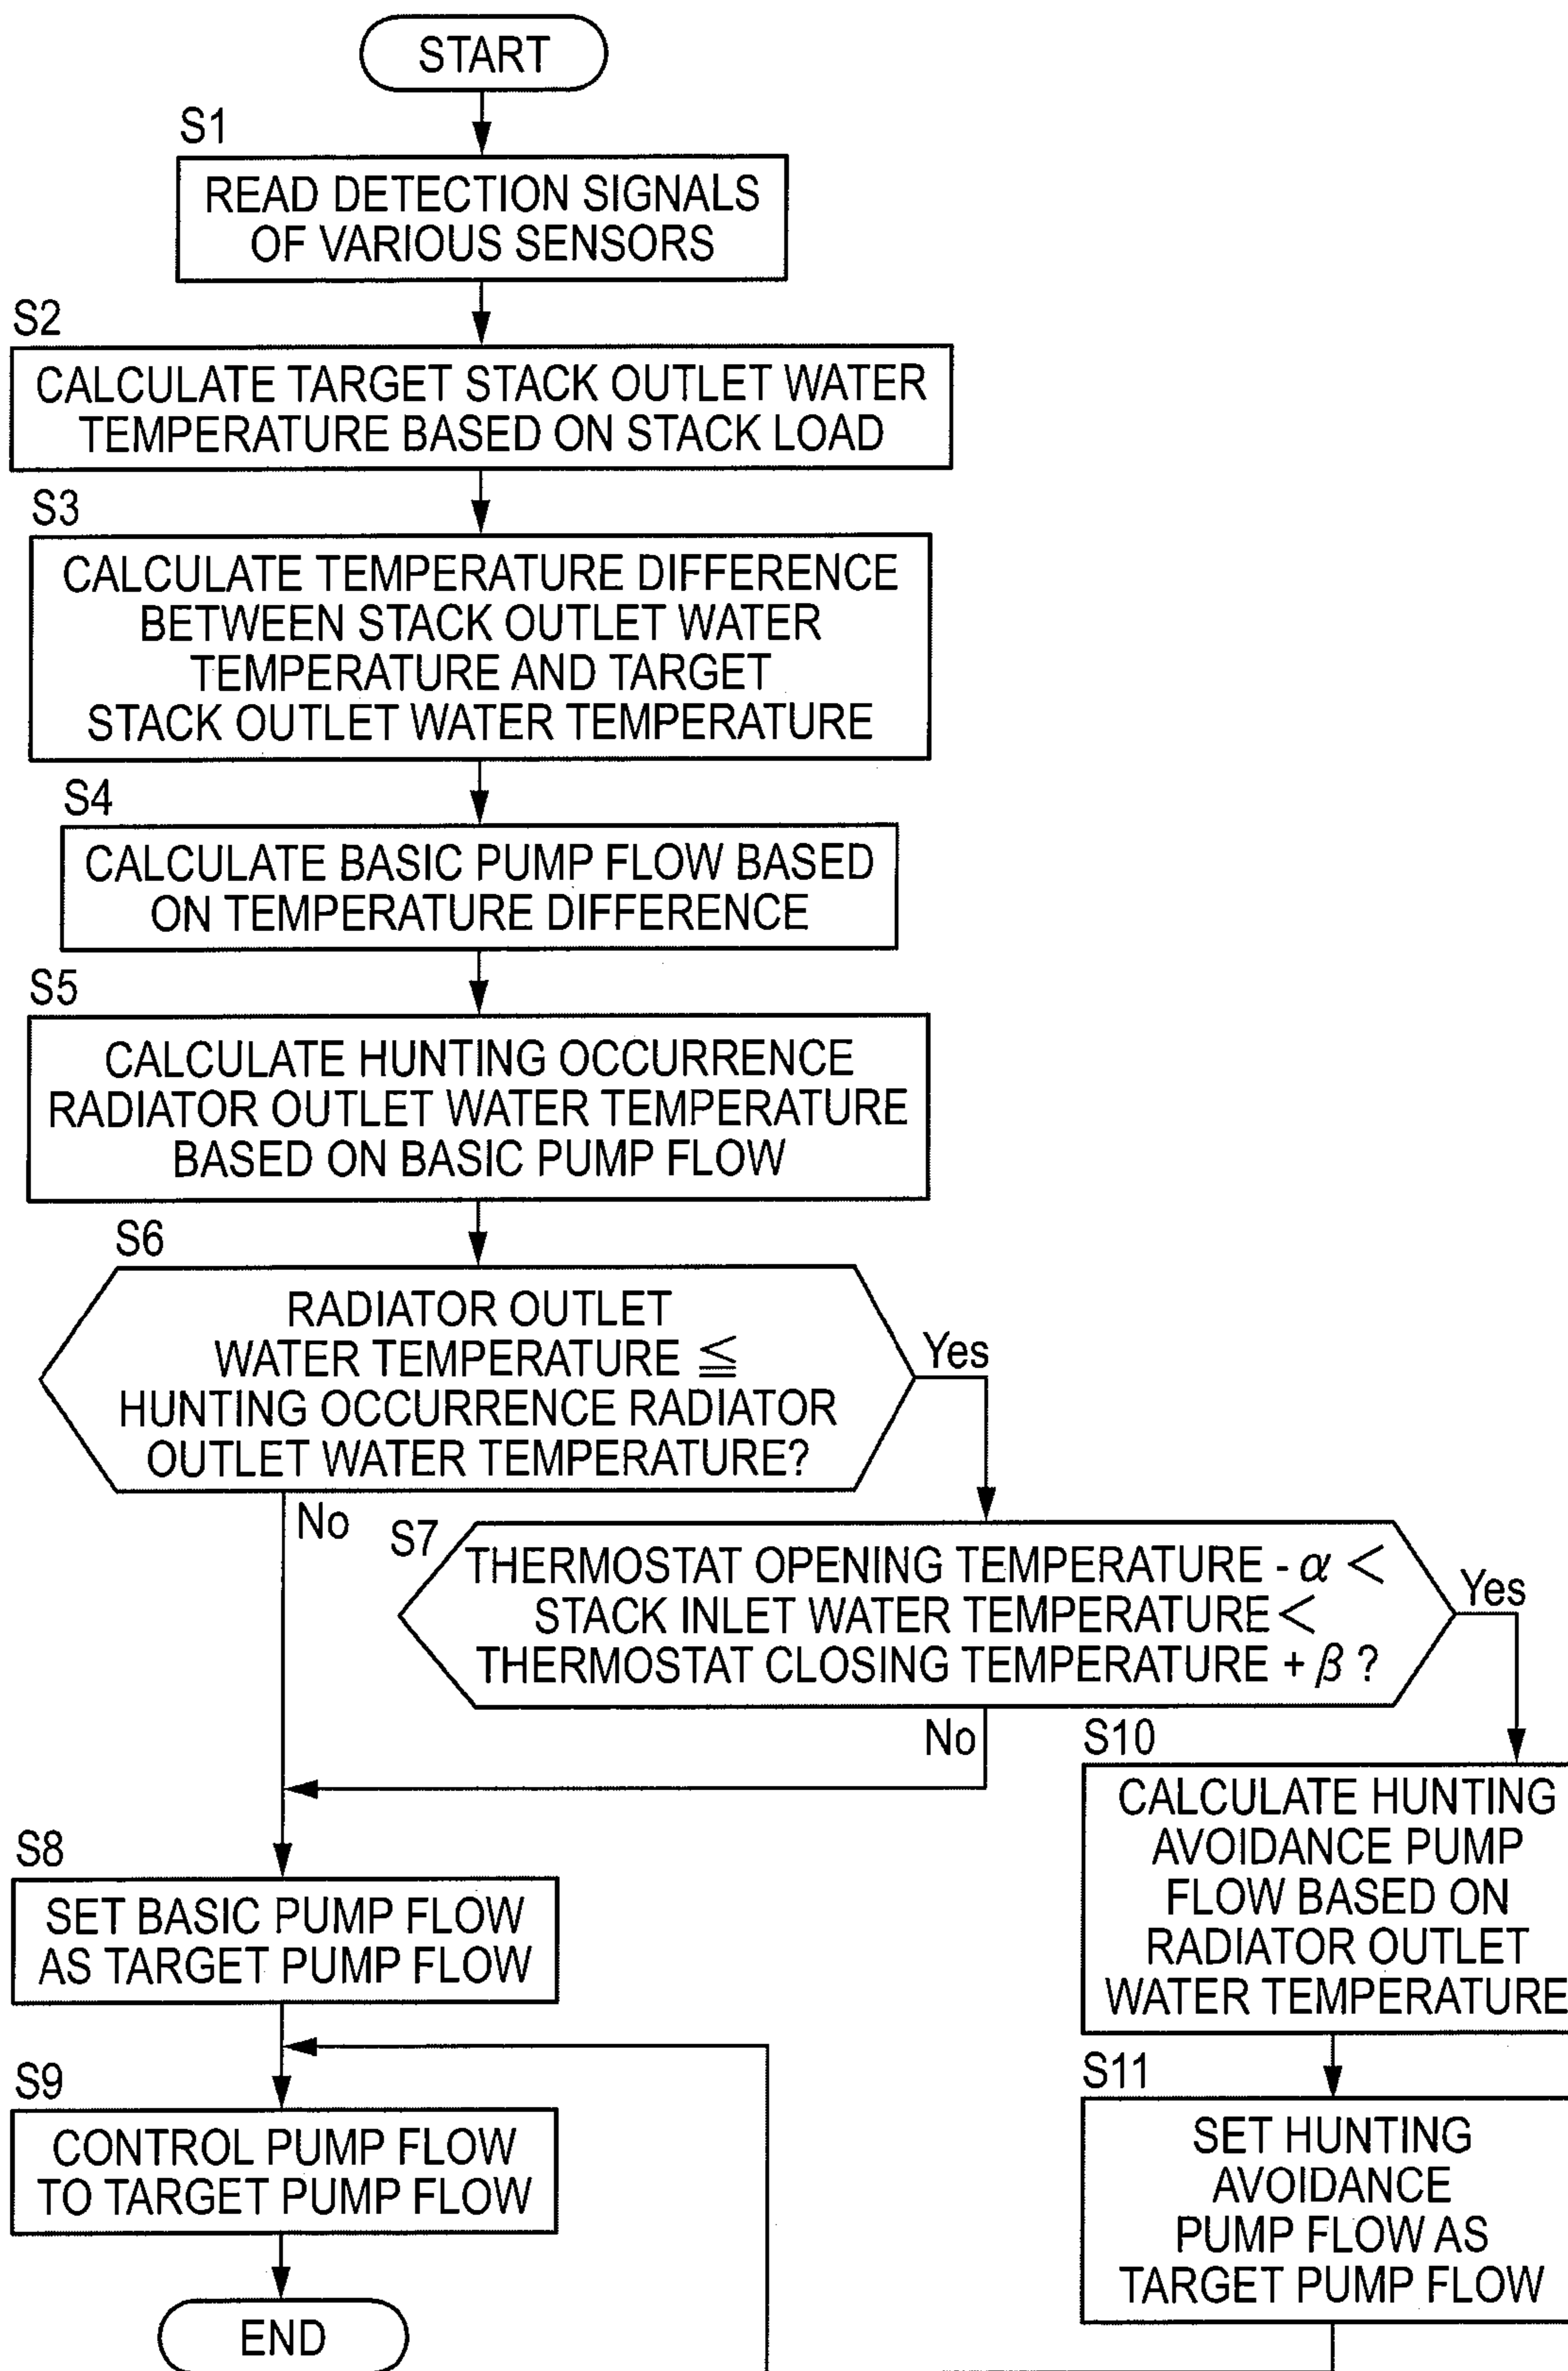 START
S1
READ DETECTION SIGNALS
OF VARIOUS SENSORS
S2
CALCULATE TARGET STACK OUTLET WATER
TEMPERATURE BASED ON STACK LOAD
S3
CALCULATE TEMPERATURE DIFFERENCE
BETWEEN STACK OUTLET WATER
TEMPERATURE AND TARGET
STACK OUTLET WATER TEMPERATURE
S4
CALCULATE BASIC PUMP FLOW BASED
ON TEMPERATURE DIFFERENCE
S5
CALCULATE HUNTING OCCURRENCE
RADIATOR OUTLET WATER TEMPERATURE
BASED ON BASIC PUMP FLOW
S6
RADIATOR OUTLET
WATER TEMPERATURE ≦
HUNTING OCCURRENCE RADIATOR
OUTLET WATER TEMPERATURE?
Yes
No
S7
THERMOSTAT OPENING TEMPERATURE - α <
STACK INLET WATER TEMPERATURE <
THERMOSTAT CLOSING TEMPERATURE + β ?
Yes
No
S8
SET BASIC PUMP FLOW
AS TARGET PUMP FLOW
S9
CONTROL PUMP FLOW
TO TARGET PUMP FLOW
END
S10
CALCULATE HUNTING
AVOIDANCE PUMP
FLOW BASED ON
RADIATOR OUTLET
WATER TEMPERATURE
S11
SET HUNTING
AVOIDANCE
PUMP FLOW AS
TARGET PUMP FLOW